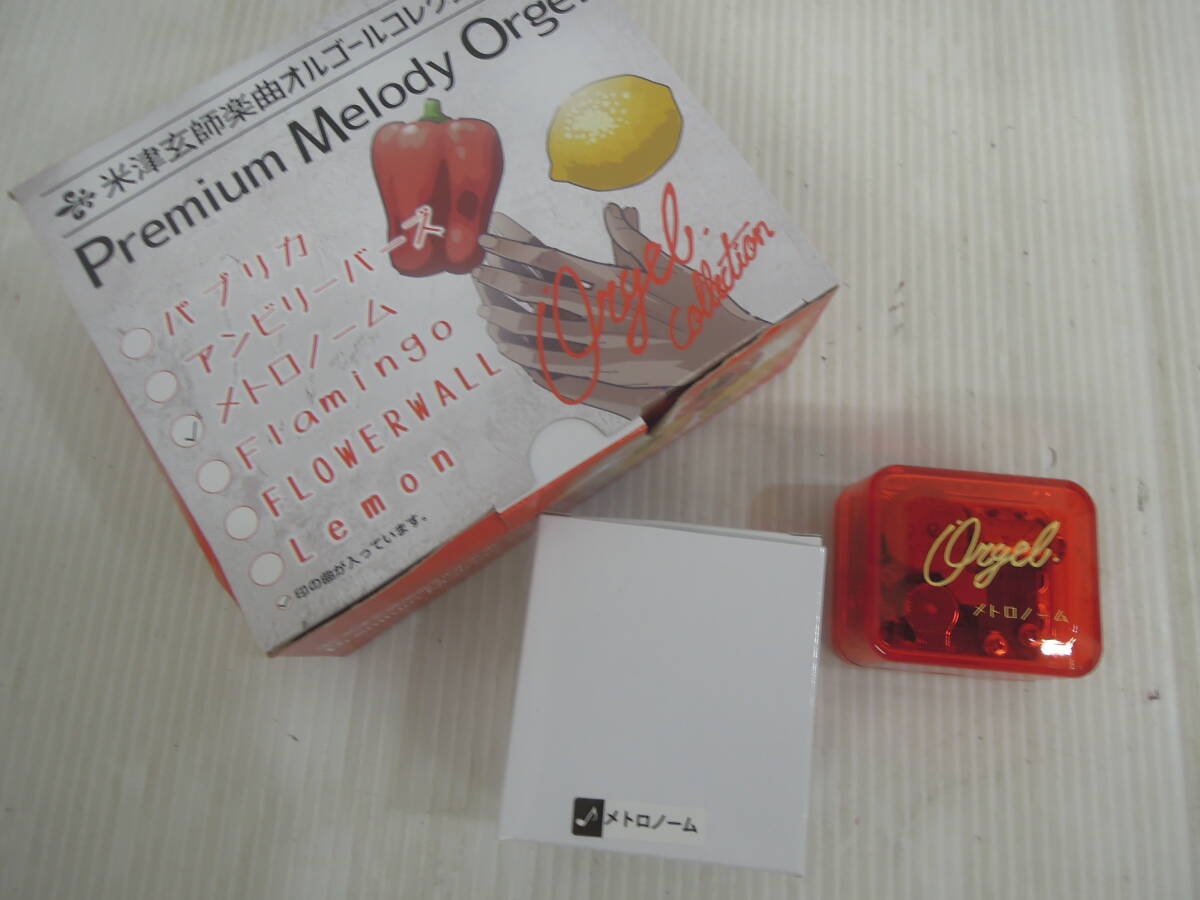 米津玄師楽曲オルゴールコレク
Premium Melody Orgel
Orgel.
Collection
パプリカ
アンビリーバーズ
メトロノーム
Flamingo
FLOWERWALL
Lemon
✓印の曲が入っています。
メトロノーム
Orgel.
メトロノーム